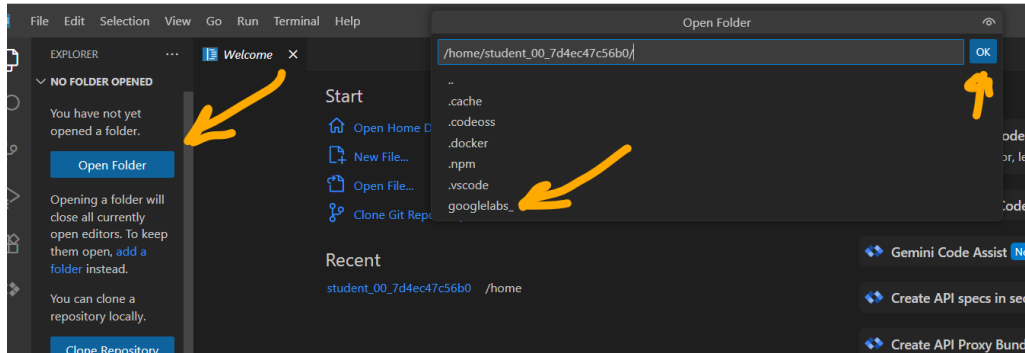 File Edit Selection View Go Run Terminal Help
Open Folder
/home/student_00_7d4ec47c56b0/
OK
..
.cache
.codeoss
.docker
.npm
.vscode
googlelabs_
EXPLORER
NO FOLDER OPENED
You have not yet
opened a folder.
Open Folder
Opening a folder will
close all currently
open editors. To keep
them open, add a
folder instead.
You can clone a
repository locally.
Clone Repository
Welcome
Start
Open Home D
New File...
Open File...
Clone Git Repo
Recent
student_00_7d4ec47c56b0 /home
Gemini Code Assist
Create API specs in
Create API Proxy